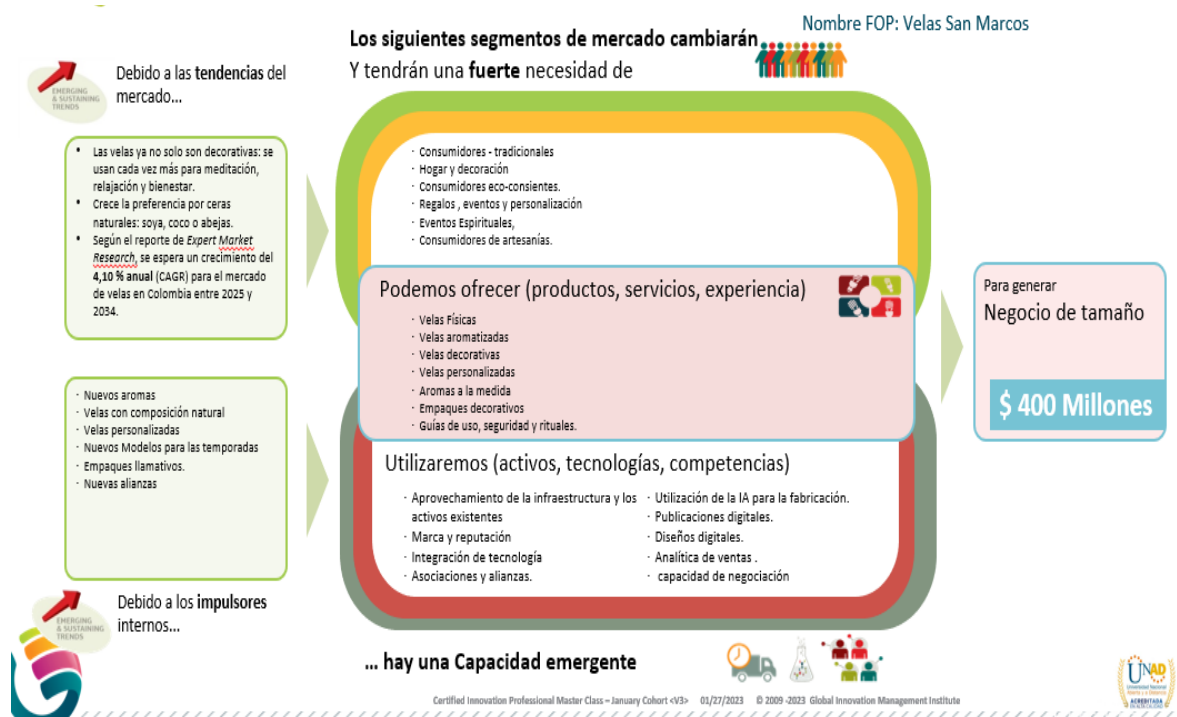 Nombre FOP: Velas San Marcos
Los siguientes segmentos de mercado cambiarán
Y tendrán una fuerte necesidad de
EMERGING
& SUSTAINING
TRENDS
Debido a las tendencias del
mercado...
• Las velas ya no solo son decorativas: se
usan cada vez más para meditación,
relajación y bienestar.
• Crece la preferencia por ceras
naturales: soya, coco o abejas.
• Según el reporte de Expert Market
Research, se espera un crecimiento del
4,10 % anual (CAGR) para el mercado
de velas en Colombia entre 2025 y
2034.
· Consumidores - tradicionales
· Hogar y decoración
· Consumidores eco-consientes.
· Regalos , eventos y personalización
· Eventos Espirituales,
· Consumidores de artesanías.
Podemos ofrecer (productos, servicios, experiencia)
· Velas Físicas
· Velas aromatizadas
· Velas decorativas
· Velas personalizadas
· Aromas a la medida
· Empaques decorativos
· Guías de uso, seguridad y rituales.
Para generar
Negocio de tamaño
$ 400 Millones
· Nuevos aromas
· Velas con composición natural
· Velas personalizadas
· Nuevos Modelos para las temporadas
· Empaques llamativos.
· Nuevas alianzas
Utilizaremos (activos, tecnologías, competencias)
· Aprovechamiento de la infraestructura y los
activos existentes
· Marca y reputación
· Integración de tecnología
· Asociaciones y alianzas.
· Utilización de la IA para la fabricación.
· Publicaciones digitales.
· Diseños digitales.
· Analítica de ventas .
· capacidad de negociación
EMERGING
& SUSTAINING
TRENDS
Debido a los impulsores
internos...
... hay una Capacidad emergente
Certified Innovation Professional Master Class – January Cohort <V3> 01/27/2023 © 2009 -2023 Global Innovation Management Institute
UNAD
Universidad Nacional
Abierta y a Distancia
ACREDITADA